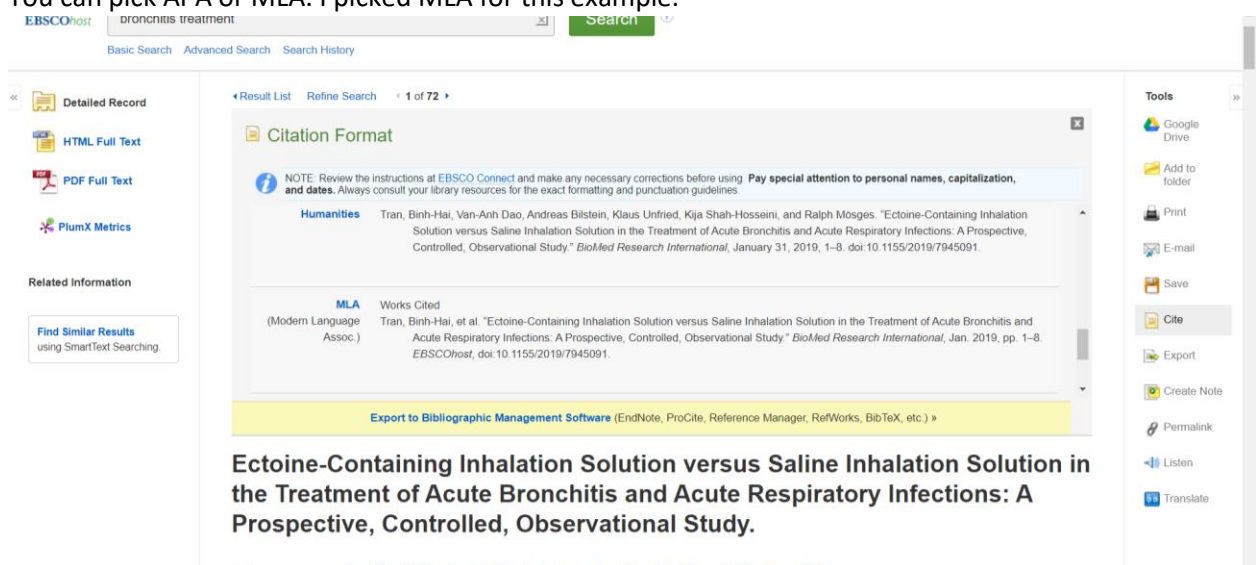 You can pick APA or MLA. I picked MLA for this example.
EBSCOhost
bronchitis treatment
Search
Basic Search Advanced Search Search History
Detailed Record
HTML Full Text
PDF Full Text
PlumX Metrics
Related Information
Find Similar Results
using SmartText Searching.
Result List Refine Search 1 of 72
Citation Format
NOTE: Review the instructions at EBSCO Connect and make any necessary corrections before using. Pay special attention to personal names, capitalization,
and dates. Always consult your library resources for the exact formatting and punctuation guidelines.
Humanities Tran, Binh-Hai, Van-Anh Dao, Andreas Bilstein, Klaus Unfried, Kija Shah-Hosseini, and Ralph Mösges. "Ectoine-Containing Inhalation
Solution versus Saline Inhalation Solution in the Treatment of Acute Bronchitis and Acute Respiratory Infections: A Prospective,
Controlled, Observational Study." BioMed Research International, January 31, 2019, 1–8. doi:10.1155/2019/7945091.
MLA Works Cited
(Modern Language Tran, Binh-Hai, et al. "Ectoine-Containing Inhalation Solution versus Saline Inhalation Solution in the Treatment of Acute Bronchitis and
Assoc.) Acute Respiratory Infections: A Prospective, Controlled, Observational Study." BioMed Research International, Jan. 2019, pp. 1–8.
EBSCOhost, doi:10.1155/2019/7945091.
Export to Bibliographic Management Software (EndNote, ProCite, Reference Manager, RefWorks, BibTeX, etc.) »
Ectoine-Containing Inhalation Solution versus Saline Inhalation Solution in
the Treatment of Acute Bronchitis and Acute Respiratory Infections: A
Prospective, Controlled, Observational Study.
Tools
Google
Drive
Add to
folder
Print
E-mail
Save
Cite
Export
Create Note
Permalink
Listen
Translate